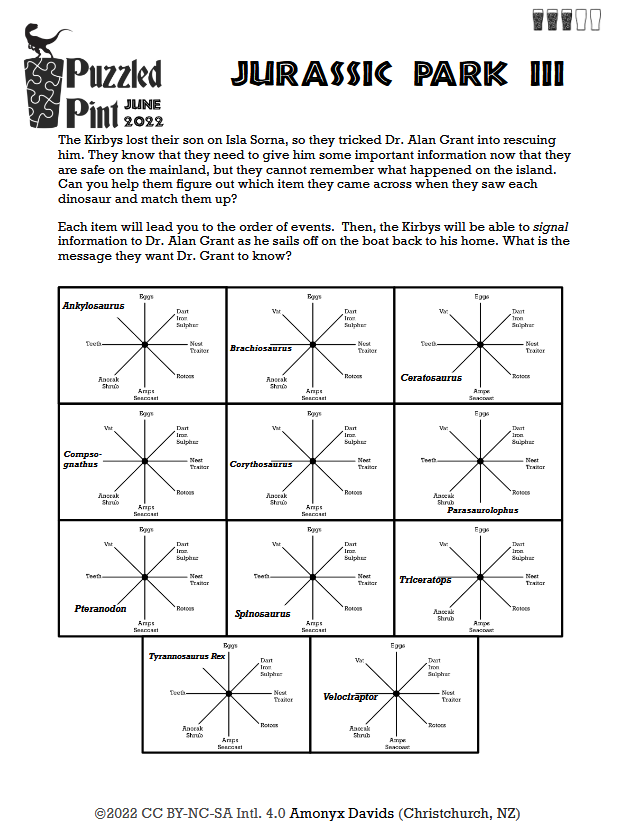 Puzzled
Pint
JUNE
2022
JURASSIC PARK III
The Kirbys lost their son on Isla Sorna, so they tricked Dr. Alan Grant into rescuing
him. They know that they need to give him some important information now that they
are safe on the mainland, but they cannot remember what happened on the island.
Can you help them figure out which item they came across when they saw each
dinosaur and match them up?
Each item will lead you to the order of events. Then, the Kirbys will be able to signal
information to Dr. Alan Grant as he sails off on the boat back to his home. What is the
message they want Dr. Grant to know?
Eggs
Ankylosaurus
Dart
Iron
Sulphur
Teeth
Nest
Traitor
Anorak
Shrub
Rotors
Amps
Seacoast
Eggs
Vat
Dart
Iron
Sulphur
Brachiosaurus
Nest
Traitor
Anorak
Shrub
Rotors
Amps
Seacoast
Eggs
Vat
Dart
Iron
Sulphur
Teeth
Nest
Traitor
Ceratosaurus
Rotors
Amps
Seacoast
Eggs
Vat
Dart
Iron
Sulphur
Compso-
gnathus
Nest
Traitor
Anorak
Shrub
Rotors
Amps
Seacoast
Eggs
Vat
Dart
Iron
Sulphur
Corythosaurus
Nest
Traitor
Anorak
Shrub
Rotors
Amps
Seacoast
Eggs
Vat
Dart
Iron
Sulphur
Teeth
Nest
Traitor
Anorak
Shrub
Rotors
Parasaurolophus
Eggs
Vat
Dart
Iron
Sulphur
Teeth
Nest
Traitor
Pteranodon
Rotors
Amps
Seacoast
Eggs
Vat
Dart
Iron
Sulphur
Teeth
Nest
Traitor
Spinosaurus
Rotors
Amps
Seacoast
Eggs
Vat
Dart
Iron
Sulphur
Triceratops
Nest
Traitor
Anorak
Shrub
Rotors
Amps
Seacoast
Eggs
Tyrannosaurus Rex
Dart
Iron
Sulphur
Teeth
Nest
Traitor
Anorak
Shrub
Rotors
Amps
Seacoast
Eggs
Vat
Dart
Iron
Sulphur
Velociraptor
Nest
Traitor
Anorak
Shrub
Rotors
Amps
Seacoast
©2022 CC BY-NC-SA Intl. 4.0 Amonyx Davids (Christchurch, NZ)